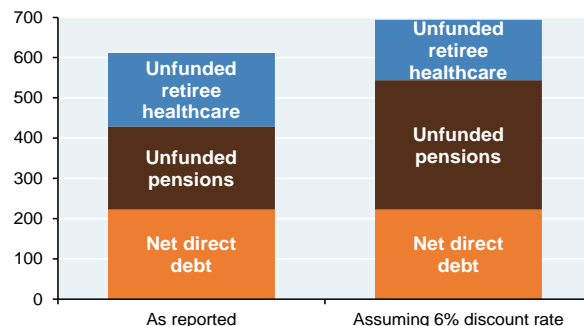 700
600
500
400
300
200
100
0
Unfunded
retiree
healthcare
Unfunded
pensions
Net direct
debt
Unfunded
retiree
healthcare
Unfunded
pensions
Net direct
debt
As reported
Assuming 6% discount rate